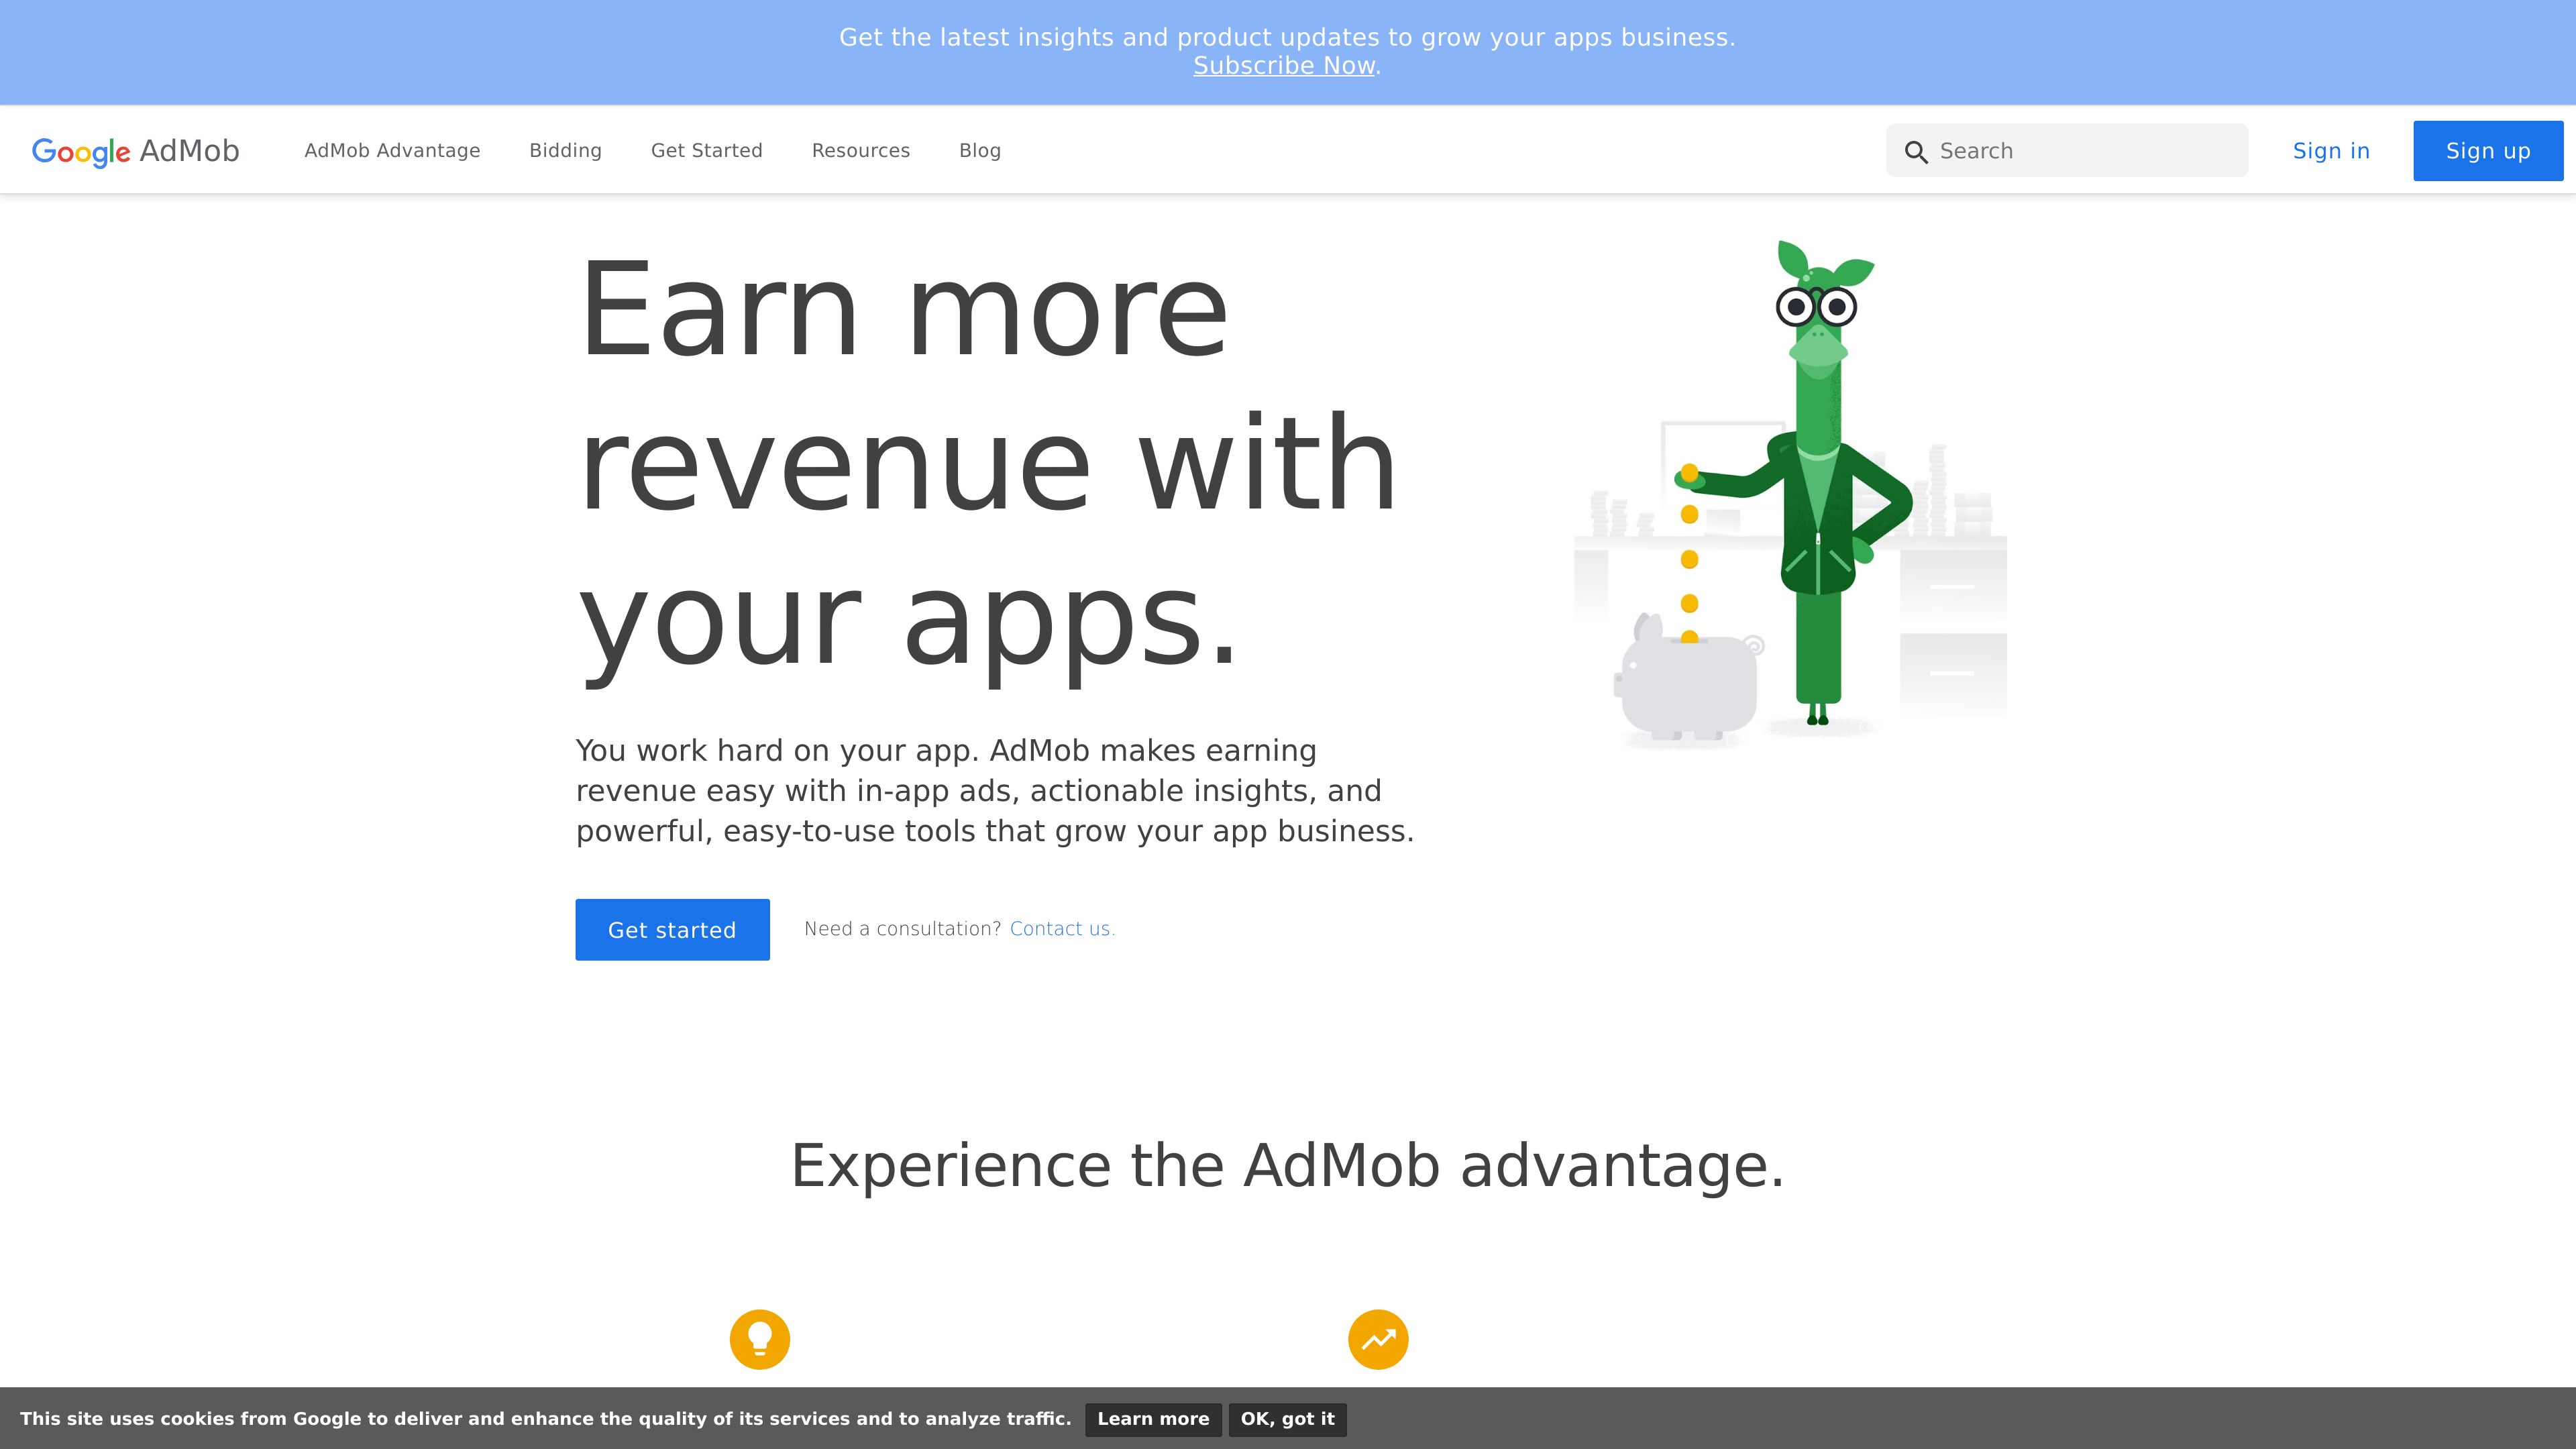 Get the latest insights and product updates to grow your apps business.
Subscribe Now.
Google AdMob
AdMob Advantage
Bidding
Get Started
Resources
Blog
Search
Sign in
Sign up
Earn more
revenue with
your apps.
You work hard on your app. AdMob makes earning
revenue easy with in-app ads, actionable insights, and
powerful, easy-to-use tools that grow your app business.
Get started
Need a consultation? Contact us.
Experience the AdMob advantage.
This site uses cookies from Google to deliver and enhance the quality of its services and to analyze traffic.
Learn more
OK, got it